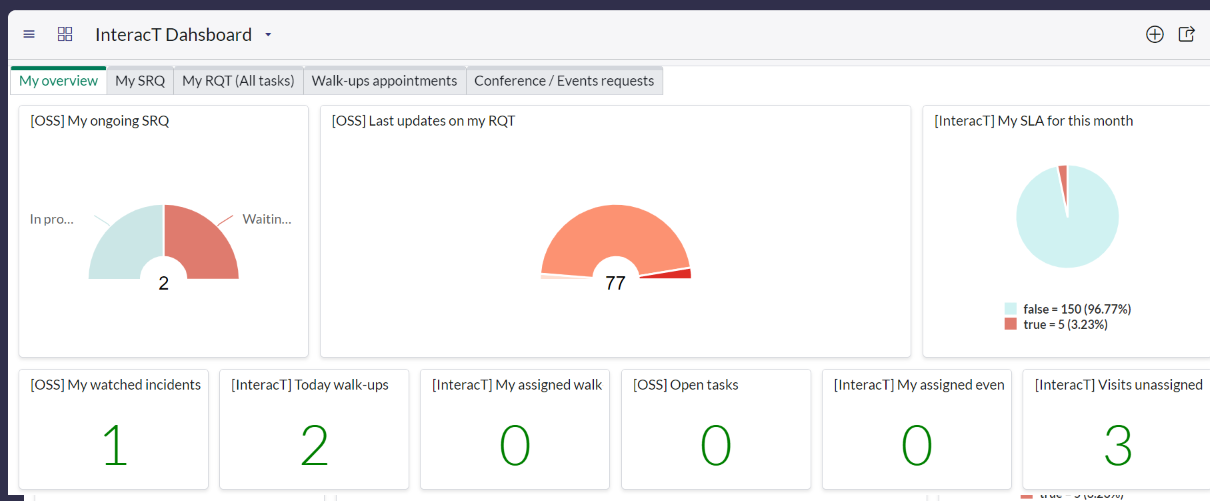 InteracT Dahsboard
My overview
My SRQ
My RQT (All tasks)
Walk-ups appointments
Conference / Events requests
[OSS] My ongoing SRQ
[OSS] Last updates on my RQT
[InteracT] My SLA for this month
In pro...
Waitin...
2
77
false = 150 (96.77%)
true = 5 (3.23%)
[OSS] My watched incidents
[InteracT] Today walk-ups
[InteracT] My assigned walk
[OSS] Open tasks
[InteracT] My assigned even
[InteracT] Visits unassigned
1
2
0
0
0
3
true = 5 (3.23%)